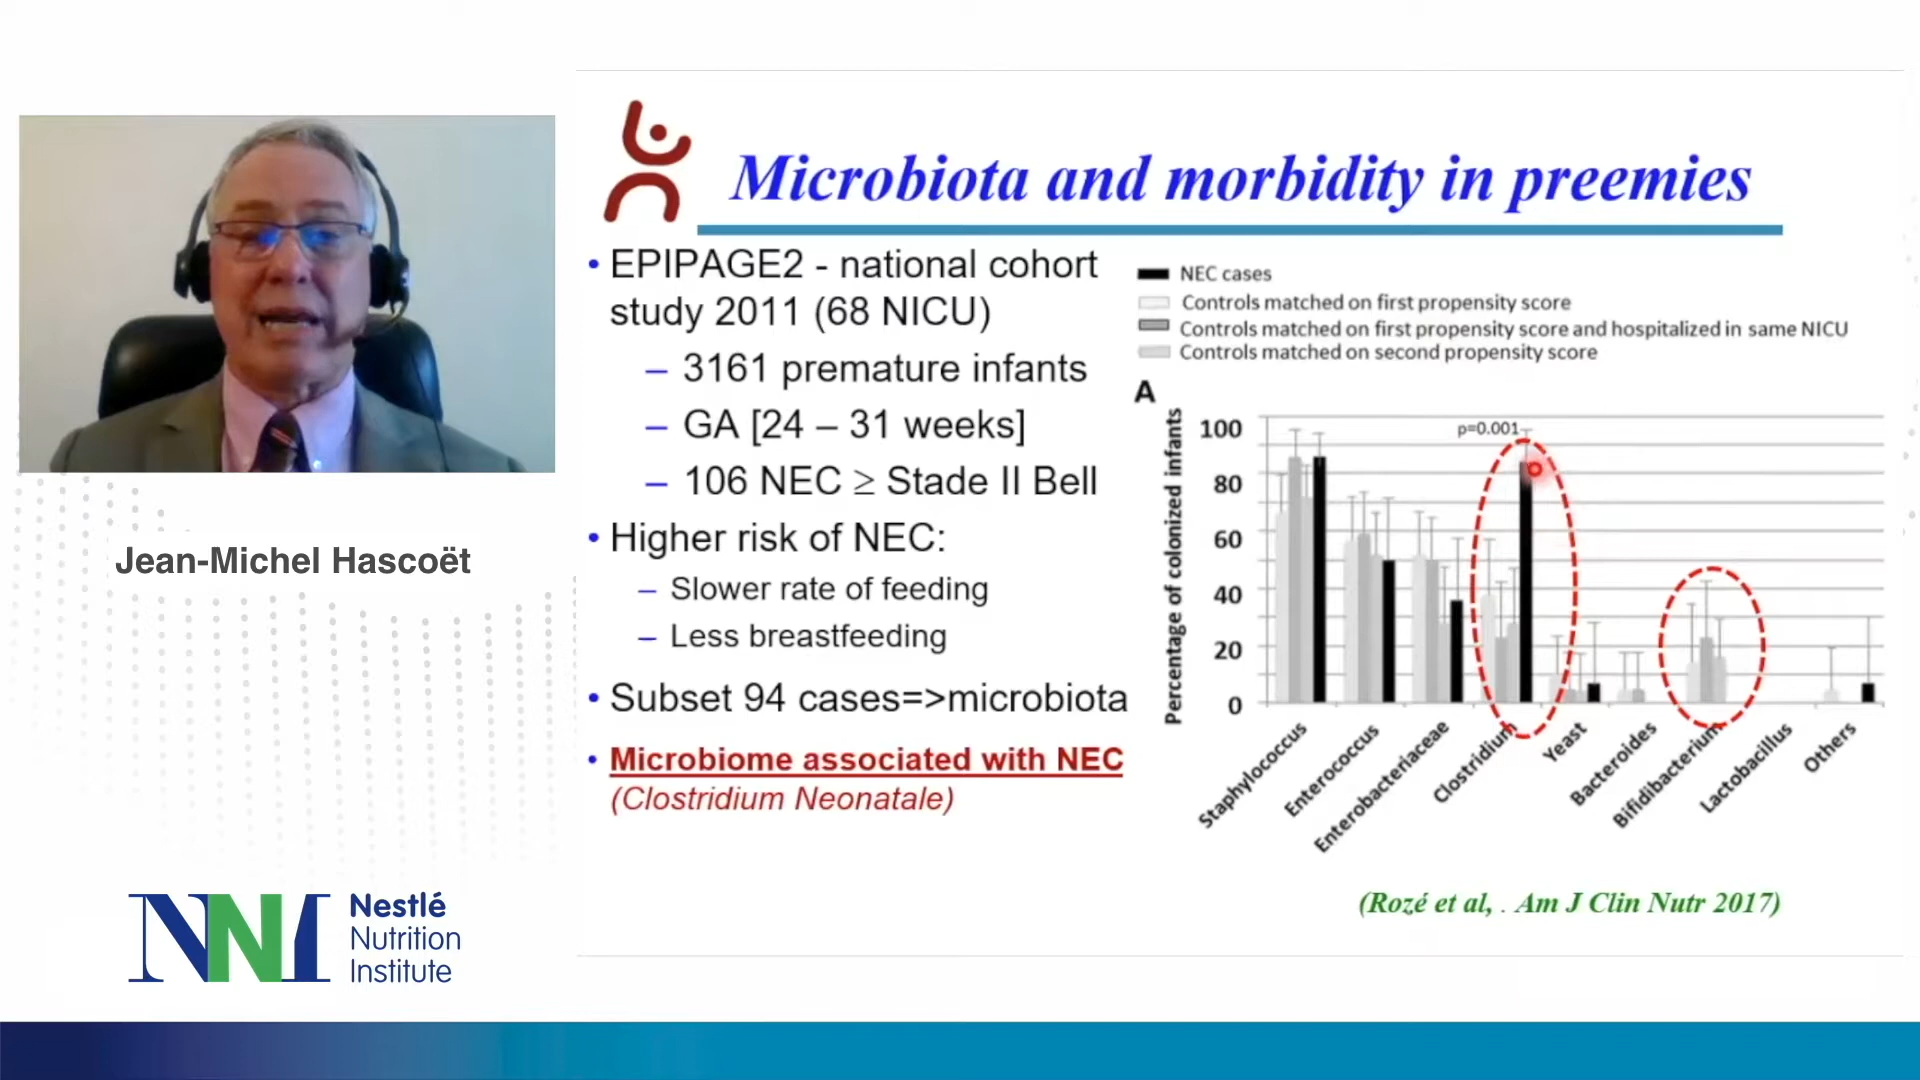 Microbiota and morbidity in preemies
• EPIPAGE2 - national cohort
study 2011 (68 NICU)
– 3161 premature infants
– GA [24 – 31 weeks]
– 106 NEC ≥ Stade II Bell
• Higher risk of NEC:
– Slower rate of feeding
– Less breastfeeding
• Subset 94 cases=>microbiota
• Microbiome associated with NEC
(Clostridium Neonatale)
NEC cases
Controls matched on first propensity score
Controls matched on first propensity score and hospitalized in same NICU
Controls matched on second propensity score
A
Percentage of colonized infants
100
80
60
40
20
0
p=0.001
Staphylococcus
Enterococcus
Enterobacteriaceae
Clostridium
Yeast
Bacteroides
Bifidibacterium
Lactobacillus
Others
(Rozé et al, . Am J Clin Nutr 2017)
Jean-Michel Hascoët
NNI
Nestlé
Nutrition
Institute